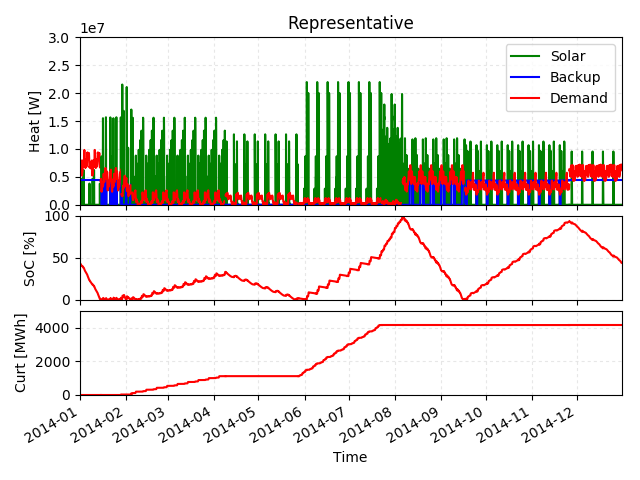 Representative
1e7
3.0
2.5
2.0
1.5
1.0
0.5
0.0
Heat [W]
Solar
Backup
Demand
100
50
0
SoC [%]
4000
2000
0
Curt [MWh]
2014-01
2014-02
2014-03
2014-04
2014-05
2014-06
2014-07
2014-08
2014-09
2014-10
2014-11
2014-12
Time